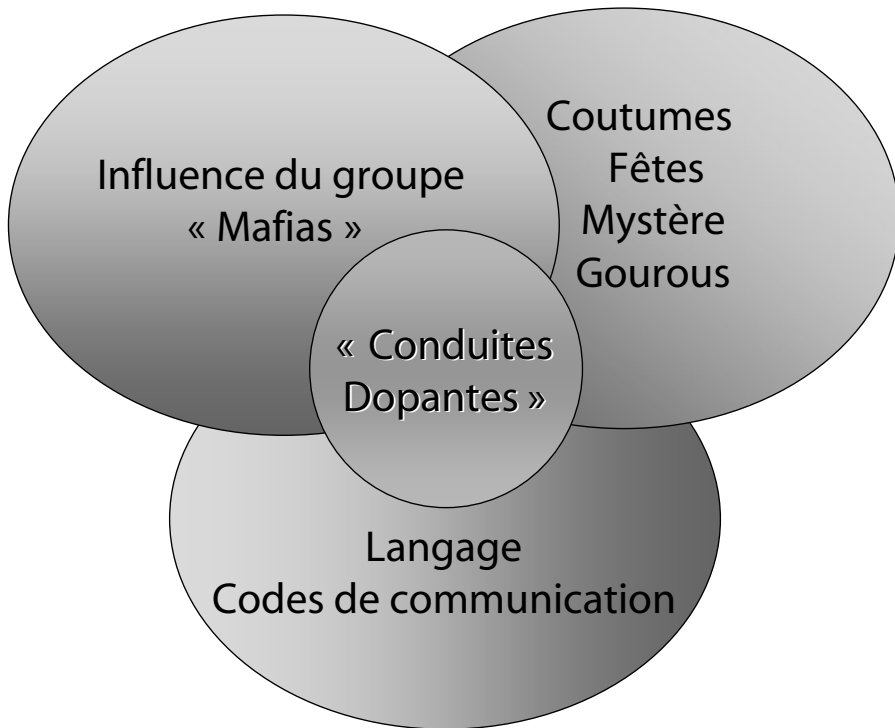 Influence du groupe
« Mafias »
Coutumes
Fêtes
Mystère
Gourous
« Conduites
Dopantes »
Langage
Codes de communication